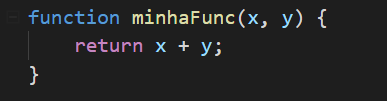 function minhaFunc(x, y) {
    return x + y;
}